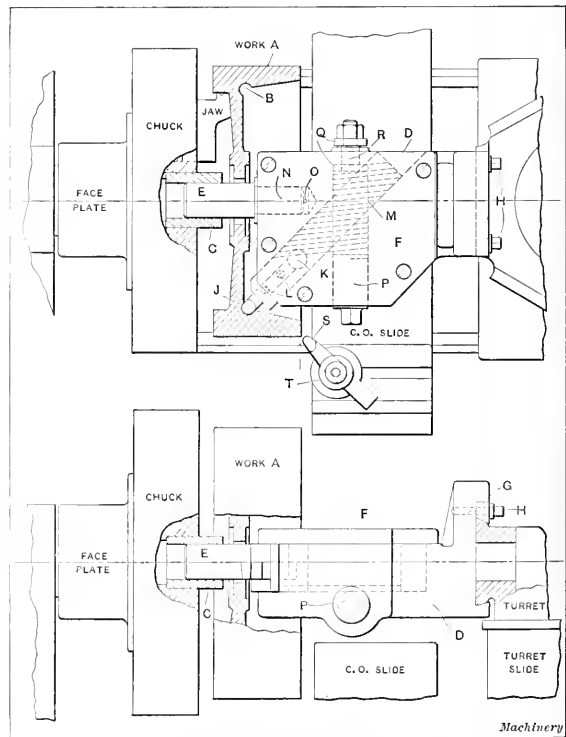 WORK A
B
JAW
CHUCK
Q
R
D
N
O
E
FACE
PLATE
M
H
F
C
K
J
L
P
S
C.O. SLIDE
T
WORK A
CHUCK
G
F
H
E
FACE
PLATE
P
C
D
TURRET
C.O. SLIDE
TURRET
SLIDE
Machinery